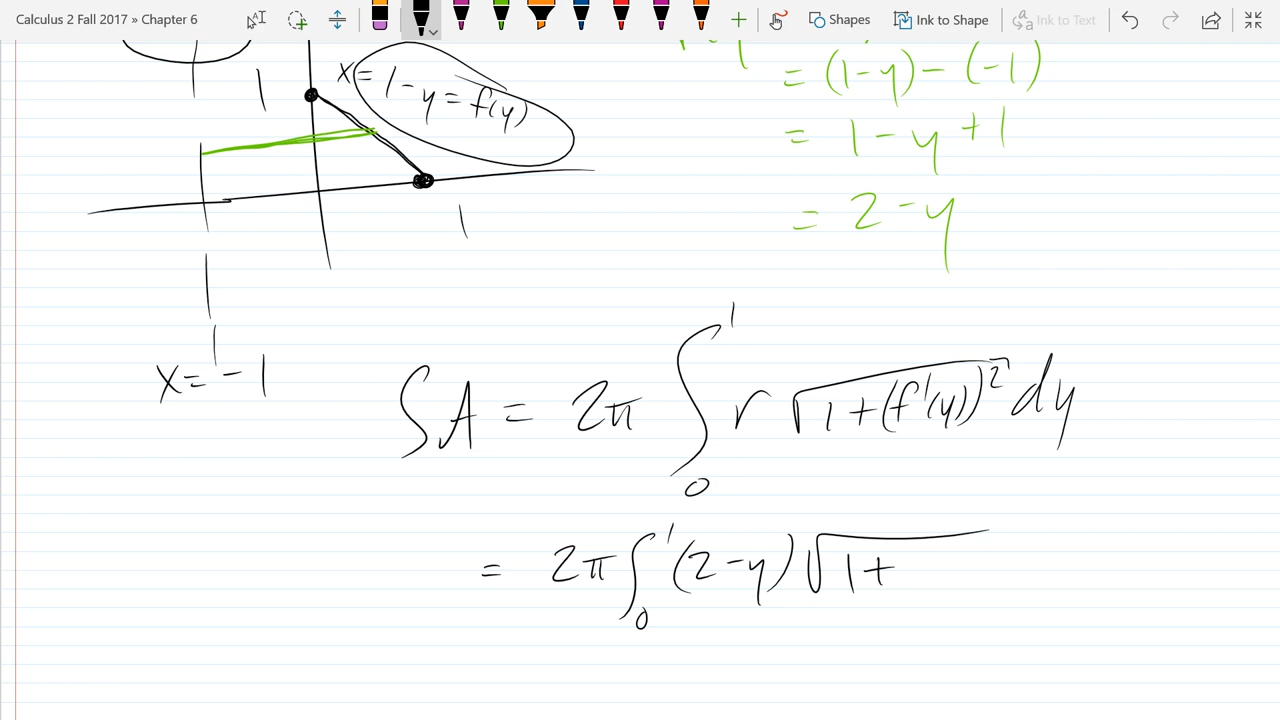 Calculus 2 Fall 2017 » Chapter 6
Shapes
Ink to Shape
Ink to Text
1
x = 1 - y = f(y)
= (1-y) - (-1)
= 1 - y + 1
= 2 - y
1
x = -1
SA = 2π ∫₀¹ r √(1+(f'(y))²) dy
= 2π ∫₀¹ (2-y) √(1+